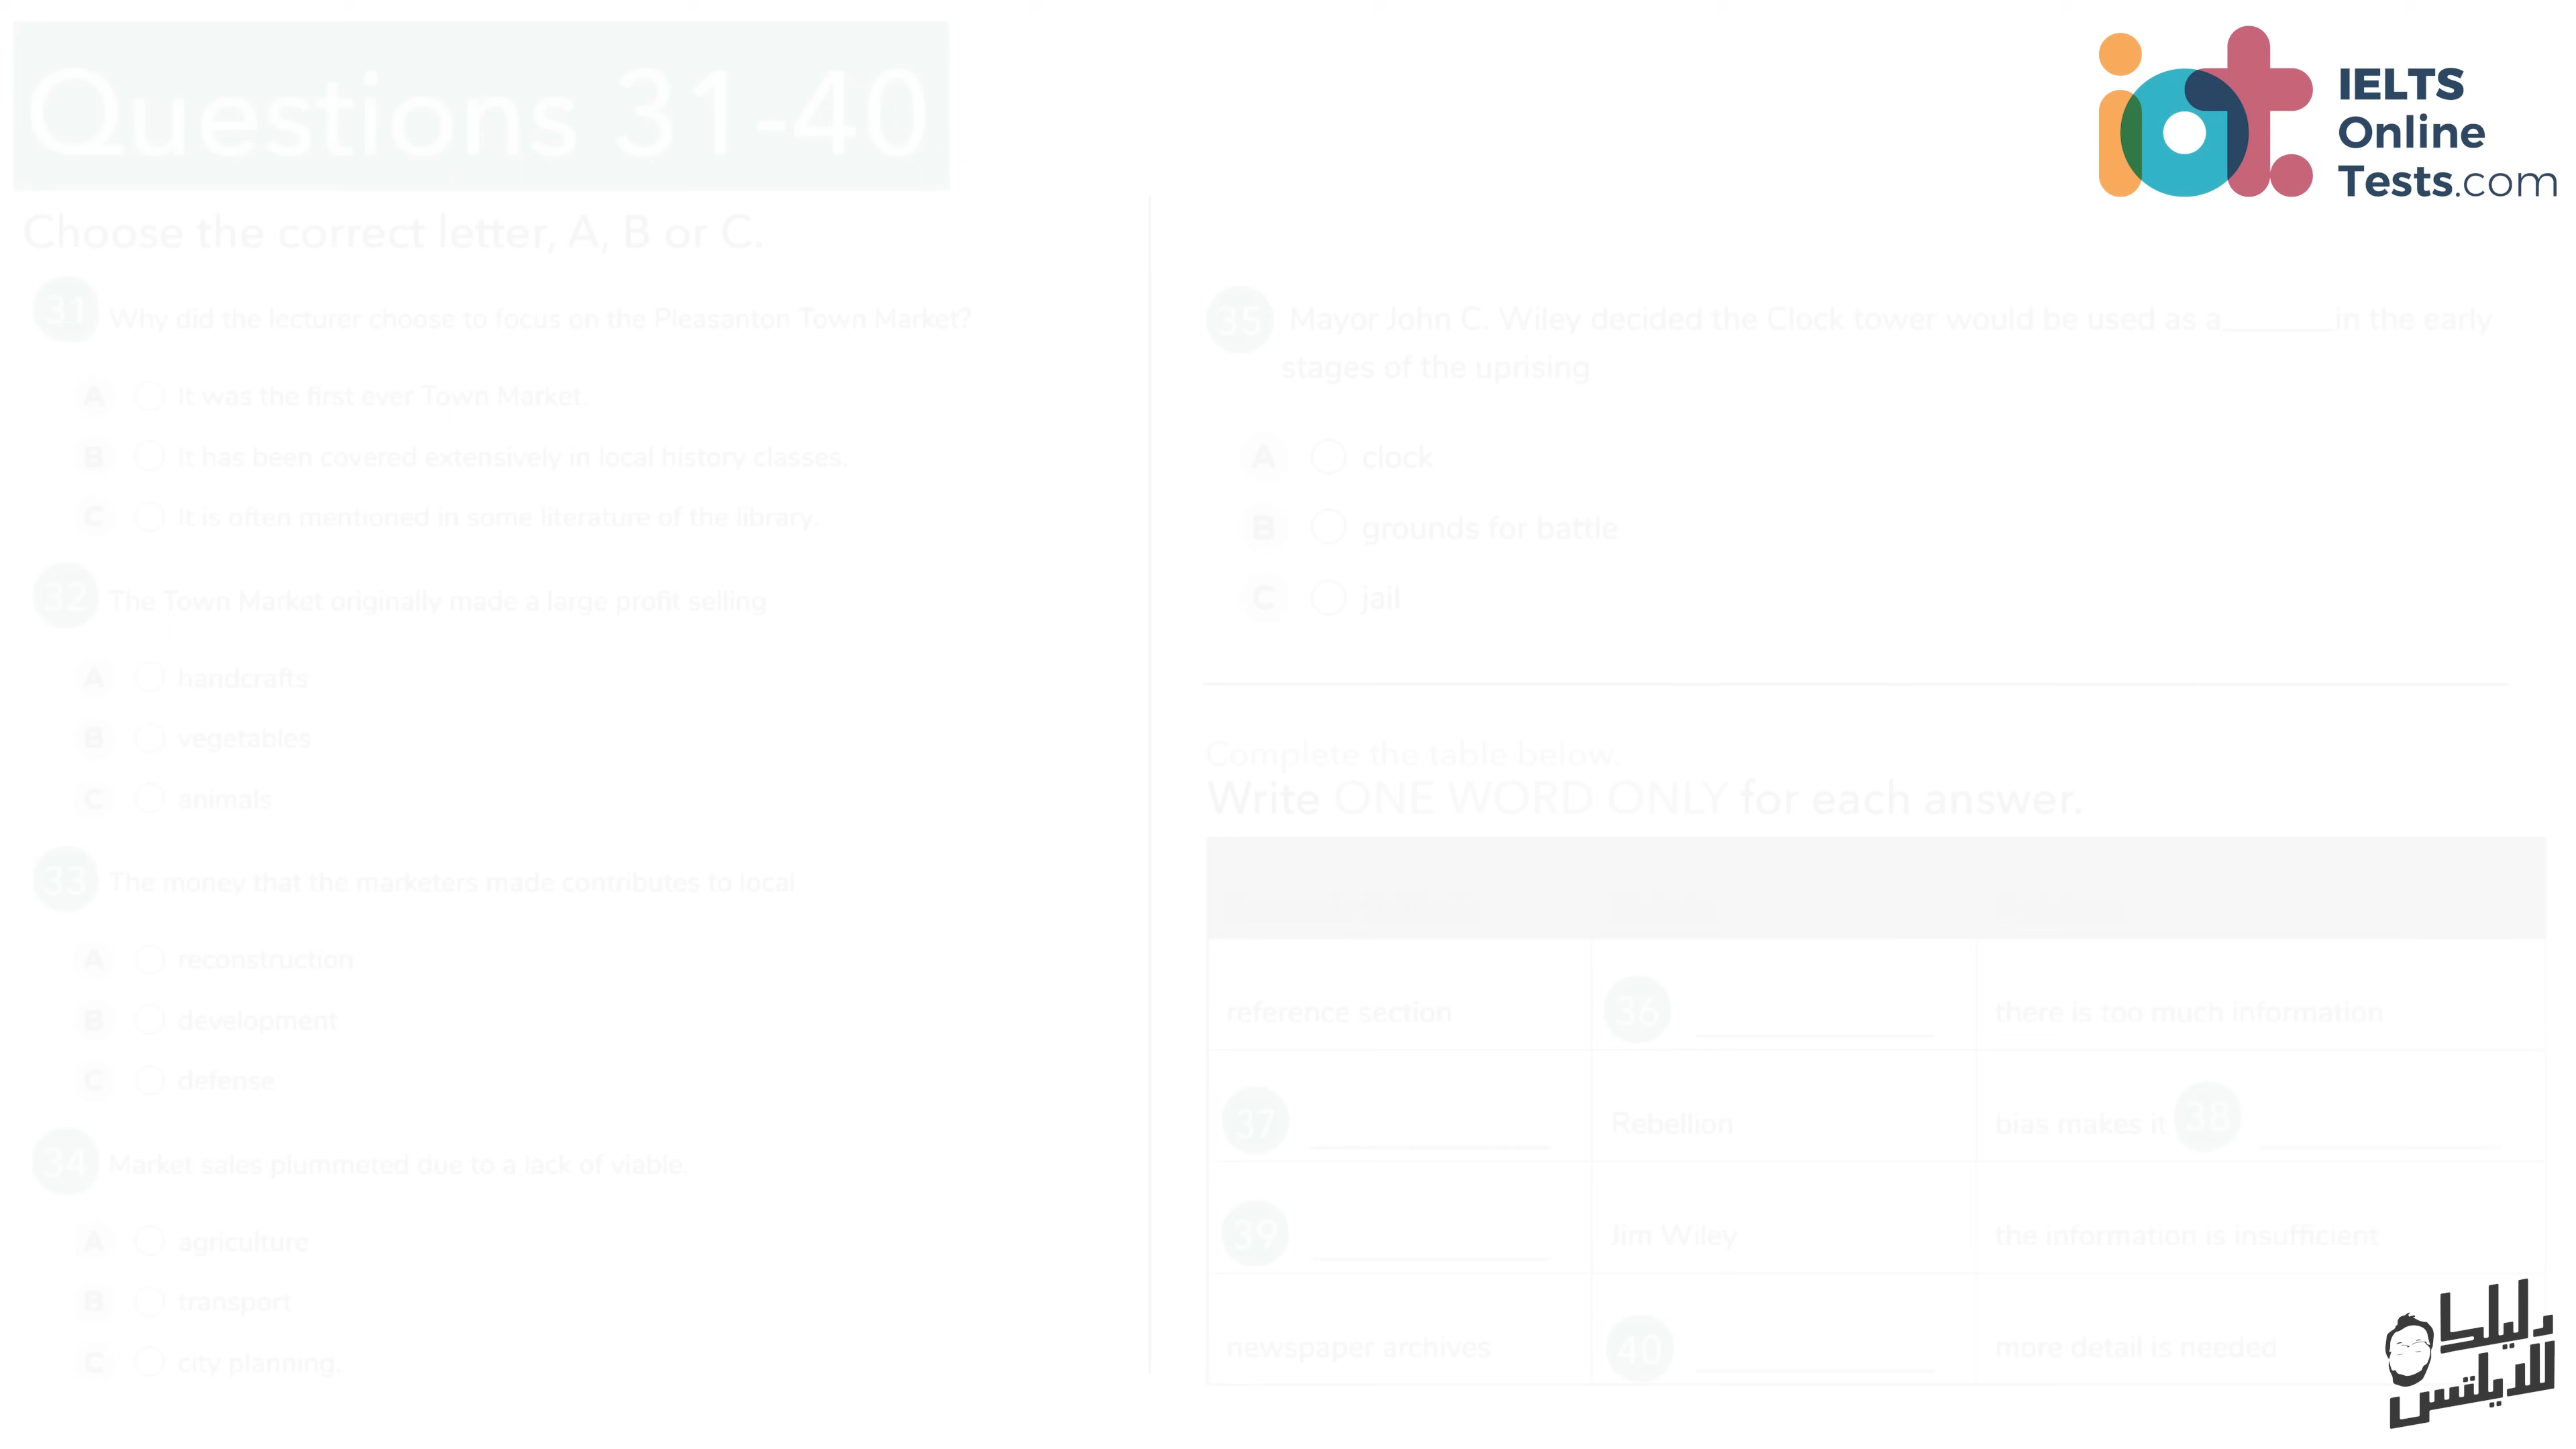 Questions 31-40
IELTS
Online
Tests.com
Choose the correct letter, A, B or C.
31 Why did the lecturer choose to focus on the Pleasanton Town Market?
A It was the first ever Town Market.
B It has been covered extensively in local history classes.
C It is often mentioned in some literature of the library.
32 The Town Market originally made a large profit selling
A handcrafts
B vegetables
C animals
33 The money that the marketers made contributes to local
A reconstruction
B development
C defense
34 Market sales plummeted due to a lack of viable.
A agriculture
B transport
C city planning.
35 Mayor John C. Wiley decided the Clock tower would be used as a_______in the early
stages of the uprising
A clock
B grounds for battle
C jail
Complete the table below.
Write ONE WORD ONLY for each answer.
reference section 36 there is too much information
37 Rebellion bias makes it 38
39 Jim Wiley the information is insufficient
newspaper archives 40 more detail is needed
دليلك
للايلتس